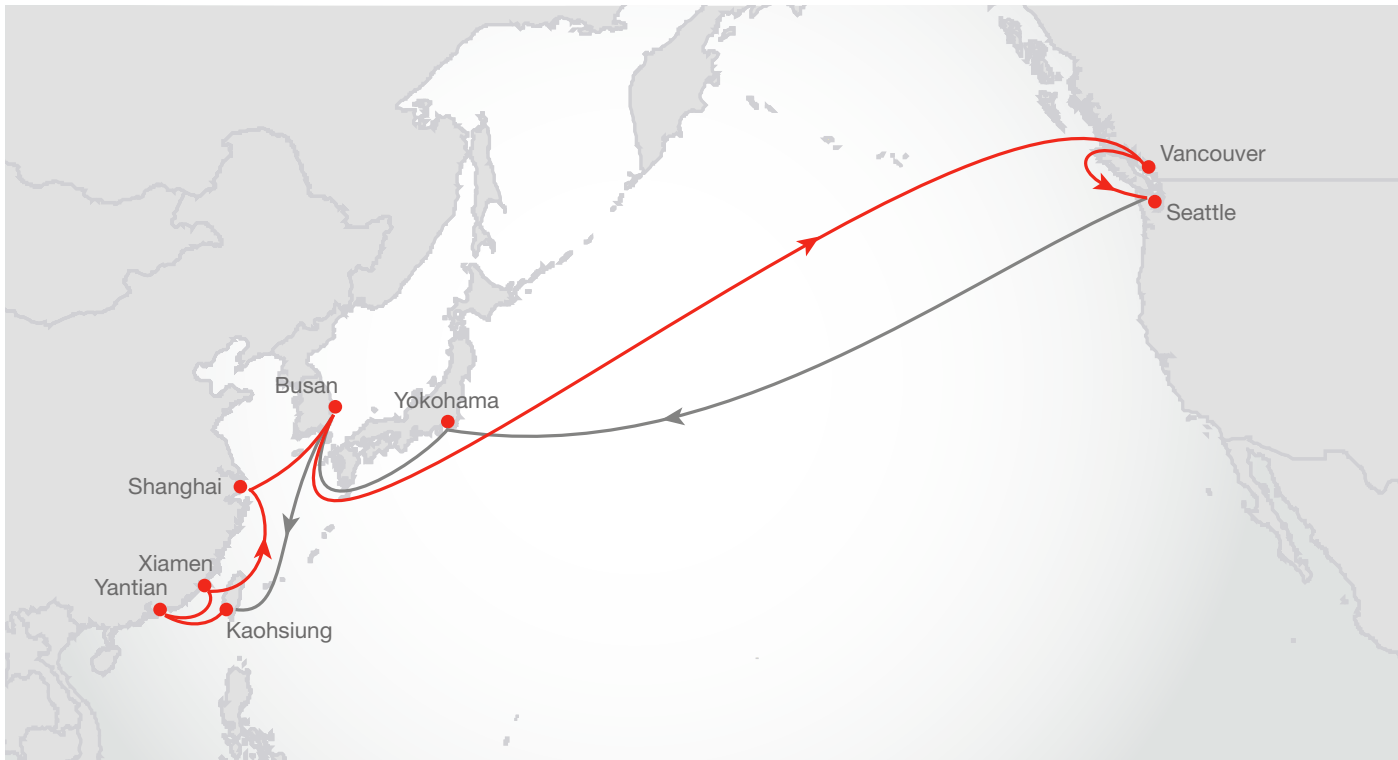 Vancouver
Seattle
Busan
Yokohama
Shanghai
Xiamen
Yantian
Kaohsiung